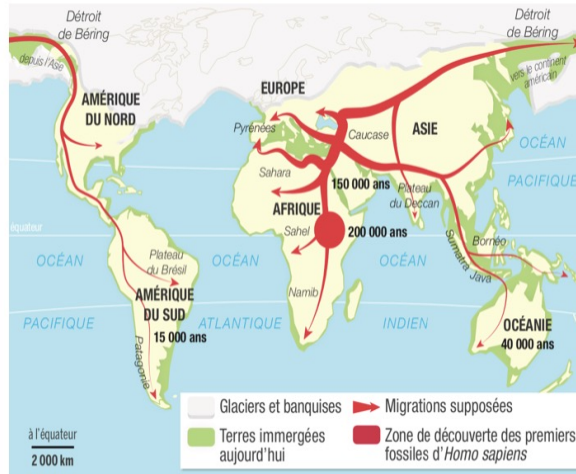 Détroit
de Béring
Détroit
de Béring
depuis l'Asie
vers le continent
américain
EUROPE
AMÉRIQUE
DU NORD
ASIE
Pyrénées
Caucase
OCÉAN
PACIFIQUE
Sahara
150 000 ans
Plateau
du Deccan
AFRIQUE
équateur
Sahel
200 000 ans
Bornéo
Sumatra
Java
OCÉAN
Plateau
du Brésil
OCÉAN
OCÉAN
Namib
AMÉRIQUE
DU SUD
15 000 ans
PACIFIQUE
ATLANTIQUE
INDIEN
OCÉANIE
40 000 ans
Patagonie
à l'équateur
2 000 km
Glaciers et banquises
Migrations supposées
Terres immergées
aujourd'hui
Zone de découverte des premiers
fossiles d'Homo sapiens